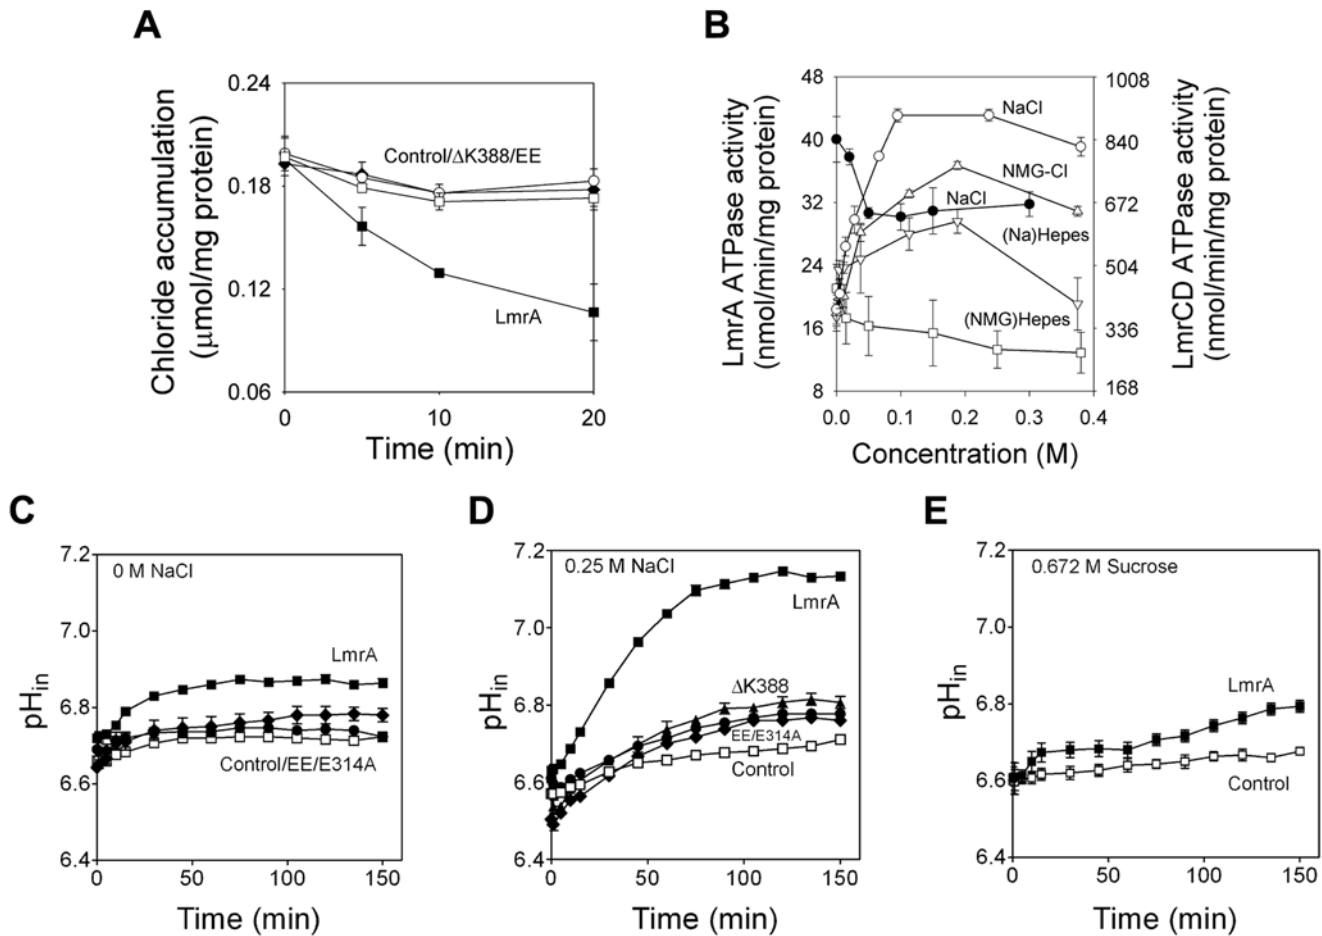 A
Chloride accumulation
(μmol/mg protein)
0.24
0.18
0.12
0.06
Control/ΔK388/EE
LmrA
0
10
20
Time (min)
B
LmrA ATPase activity
(nmol/min/mg protein)
48
40
32
24
16
8
NaCl
NMG-Cl
NaCl
(Na)Hepes
(NMG)Hepes
1008
840
672
504
336
168
LmrCD ATPase activity
(nmol/min/mg protein)
0.0
0.1
0.2
0.3
0.4
Concentration (M)
C
pHin
7.2
7.0
6.8
6.6
6.4
0 M NaCl
LmrA
Control/EE/E314A
0
50
100
150
Time (min)
D
pHin
7.2
7.0
6.8
6.6
6.4
0.25 M NaCl
LmrA
ΔK388
EE/E314A
Control
0
50
100
150
Time (min)
E
pHin
7.2
7.0
6.8
6.6
6.4
0.672 M Sucrose
LmrA
Control
0
50
100
150
Time (min)